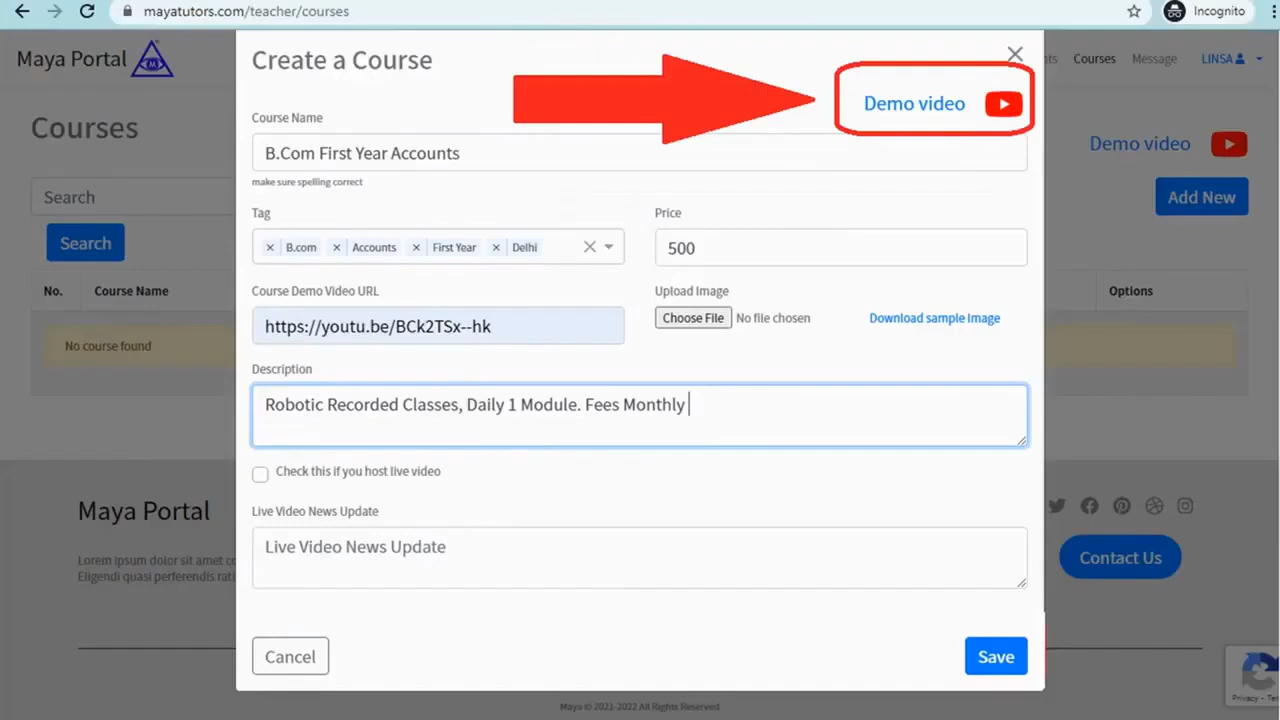 mayatutors.com/teacher/courses
Incognito
Maya Portal
Create a Course
nts Courses Message LINSA
Demo video
Courses
Course Name
B.Com First Year Accounts
make sure spelling correct
Demo video
Search
Add New
Search
Tag
Price
× B.com × Accounts × First Year × Delhi
500
No. Course Name
Options
Course Demo Video URL
Upload Image
https://youtu.be/BCk2TSx--hk
Choose File No file chosen
Download sample Image
No course found
Description
Robotic Recorded Classes, Daily 1 Module. Fees Monthly
Check this if you host live video
Live Video News Update
Live Video News Update
Maya Portal
Lorem ipsum dolor sit amet co
Eligendi quasi perferendis rati
Contact Us
Cancel
Save
Privacy - Ter
Maya © 2021-2022 All Rights Reserved